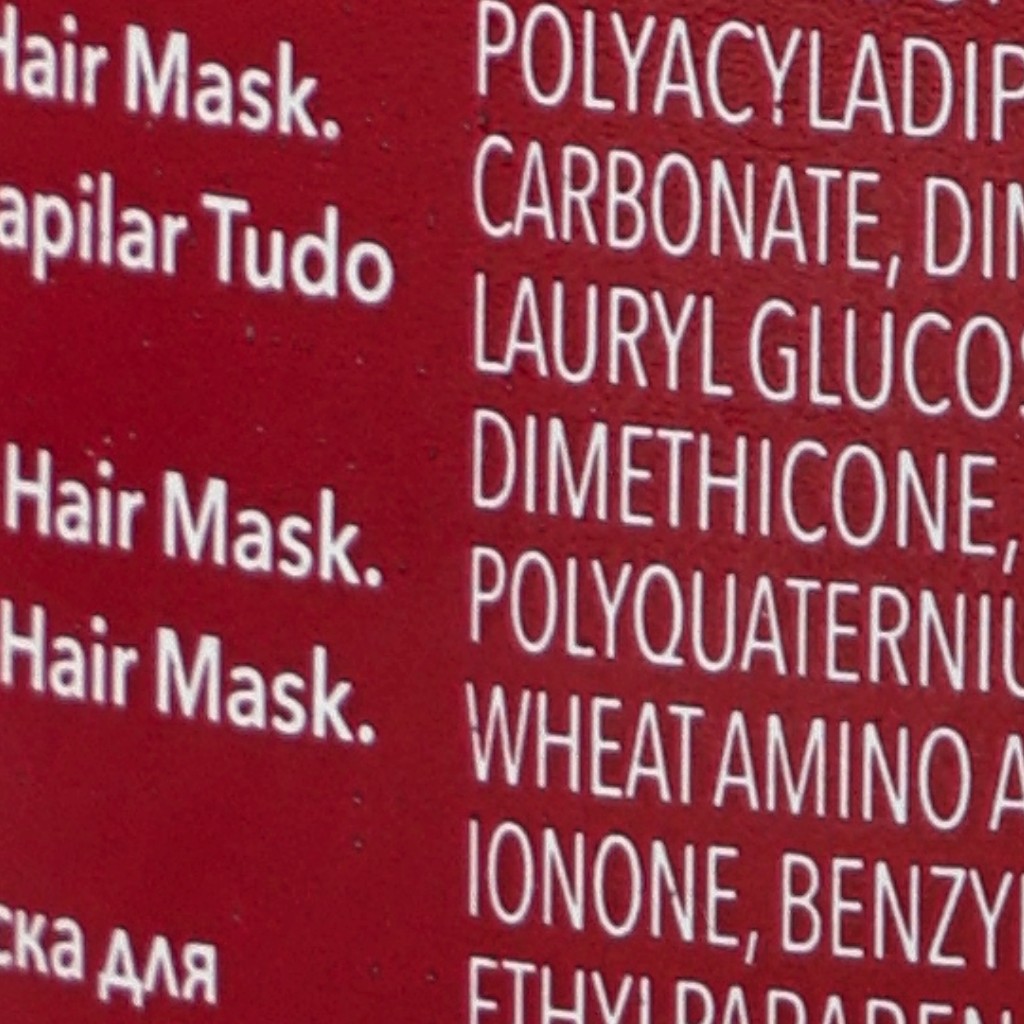 Hair Mask.
apilar Tudo
Hair Mask.
Hair Mask.
ска для
POLYACYLADIP
CARBONATE, DIM
LAURYL GLUCOS
DIMETHICONE,
POLYQUATERNIU
WHEAT AMINO A
IONONE, BENZY
ETHYLPARABEN